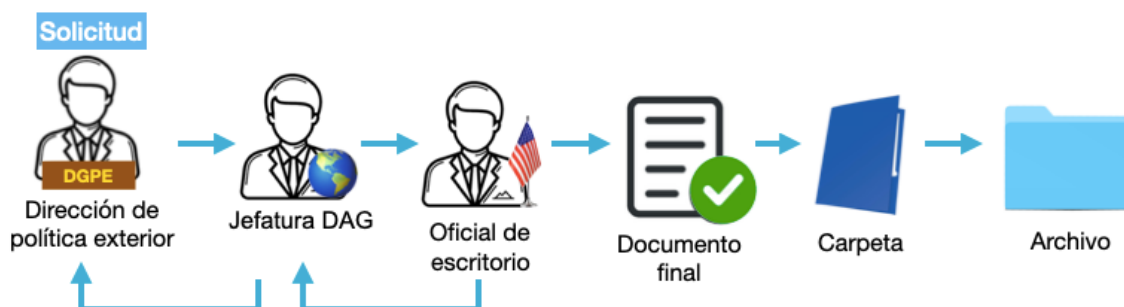 Solicitud
DGPE
Dirección de
política exterior
Jefatura DAG
Oficial de
escritorio
Documento
final
Carpeta
Archivo